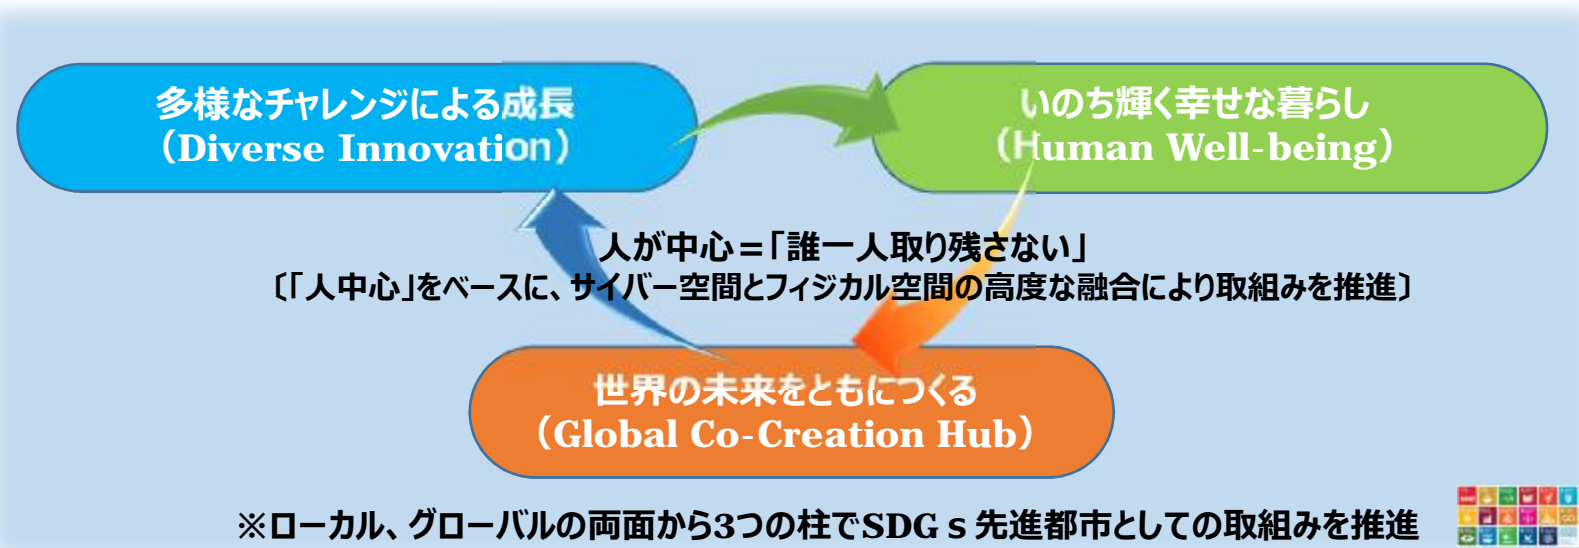 多様なチャレンジによる成長
（Diverse Innovation）
いのち輝く幸せな暮らし
（Human Well-being）
人が中心＝「誰一人取り残さない」
〔「人中心」をベースに、サイバー空間とフィジカル空間の高度な融合により取組みを推進〕
世界の未来をともにつくる
（Global Co-Creation Hub）
※ローカル、グローバルの両面から3つの柱でSDGｓ先進都市としての取組みを推進